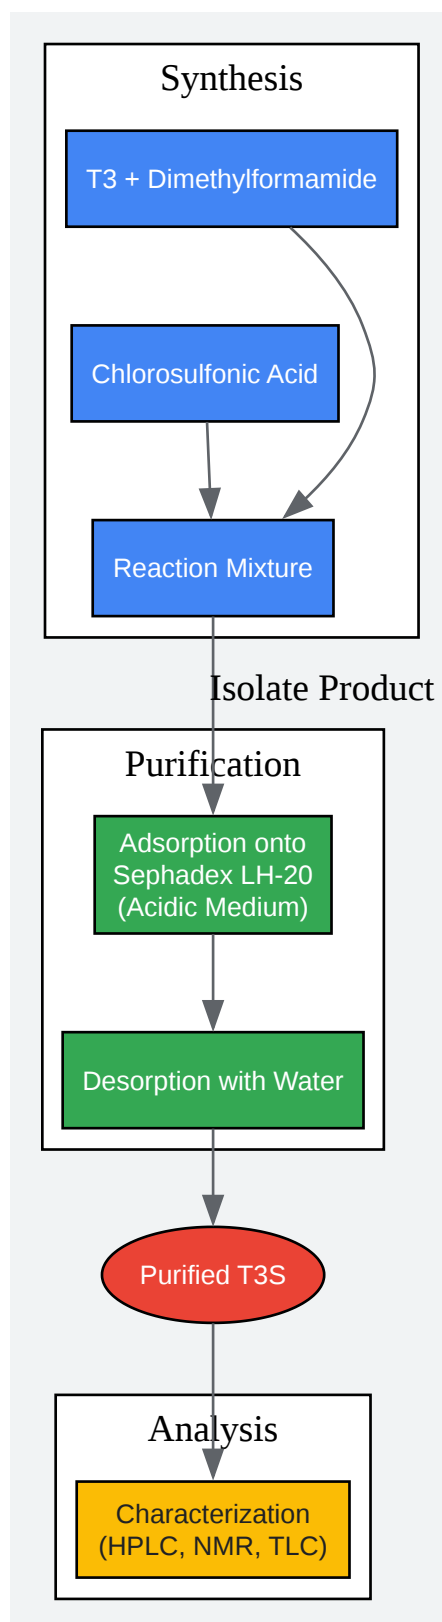 Synthesis
T3 + Dimethylformamide
Chlorosulfonic Acid
Reaction Mixture
Isolate Product
Purification
Adsorption onto
Sephadex LH-20
(Acidic Medium)
Desorption with Water
Purified T3S
Analysis
Characterization
(HPLC, NMR, TLC)